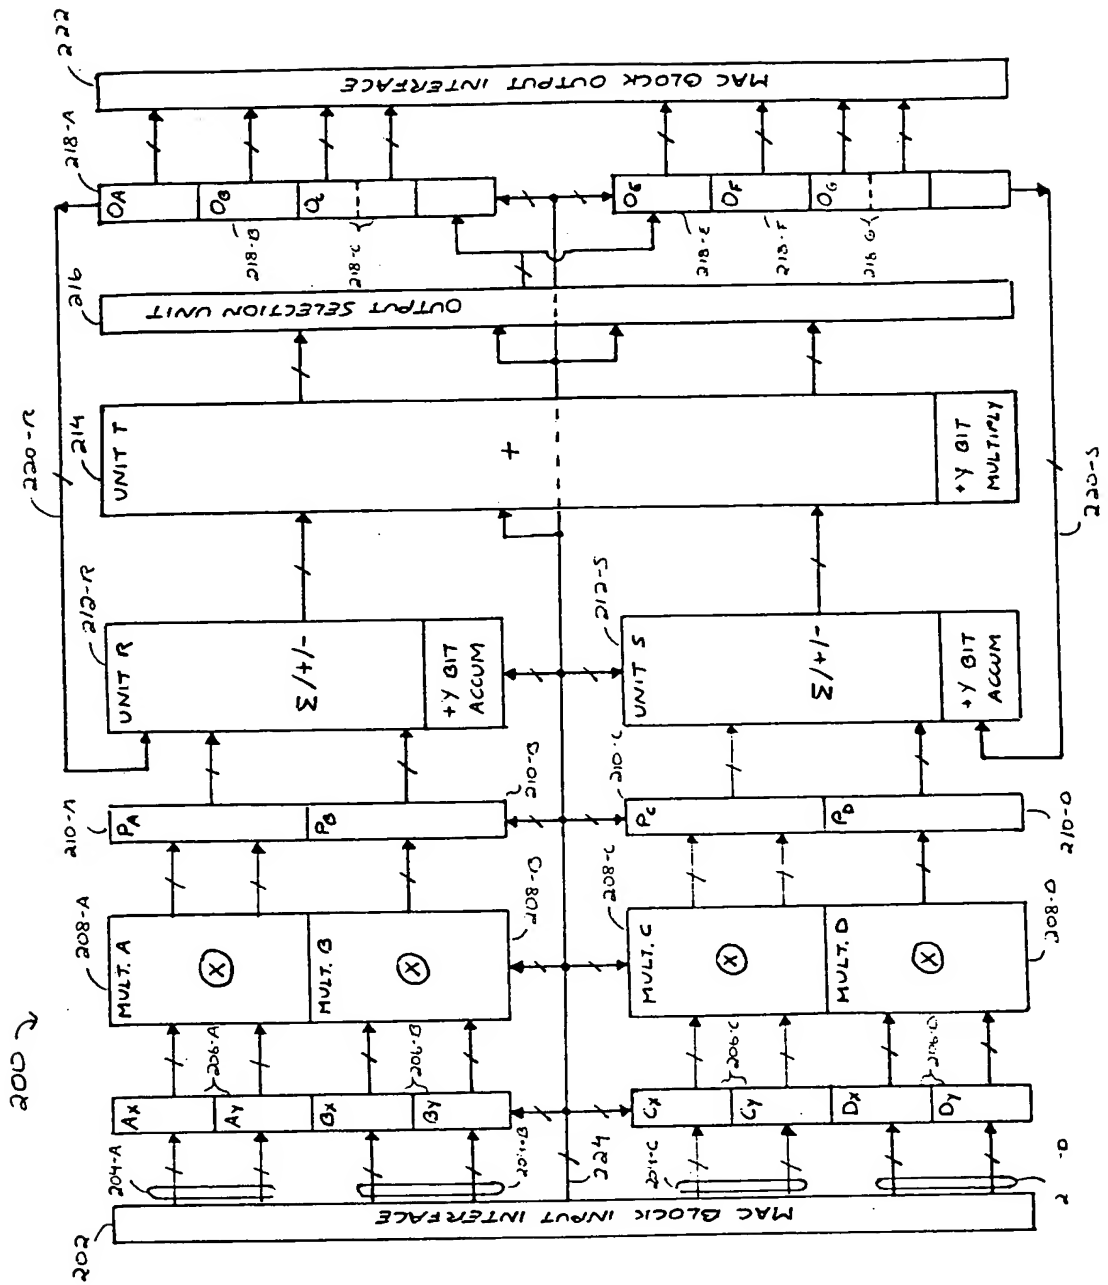 200
202
MAC BLOCK INPUT INTERFACE
204-A
204-B
204-C
-D
224
Ax
Ay
Bx
By
Cx
Cy
Dx
Dy
206-A
206-B
206-C
206-D
208-A
MULT. A
X
MULT. B
X
208-B
208-C
MULT. C
X
MULT. D
X
208-D
210-A
PA
PB
210-B
210-C
PC
PD
210-D
212-R
UNIT R
Σ/+/-
+Y BIT
ACCUM
212-S
UNIT S
Σ/+/-
+Y BIT
ACCUM
220-R
214
UNIT T
+
+Y BIT
MULTIPLY
220-S
216
OUTPUT SELECTION UNIT
218-A
OA
OB
218-B
218-C
OE
OF
OG
218-E
218-F
218-G
222
MAC BLOCK OUTPUT INTERFACE